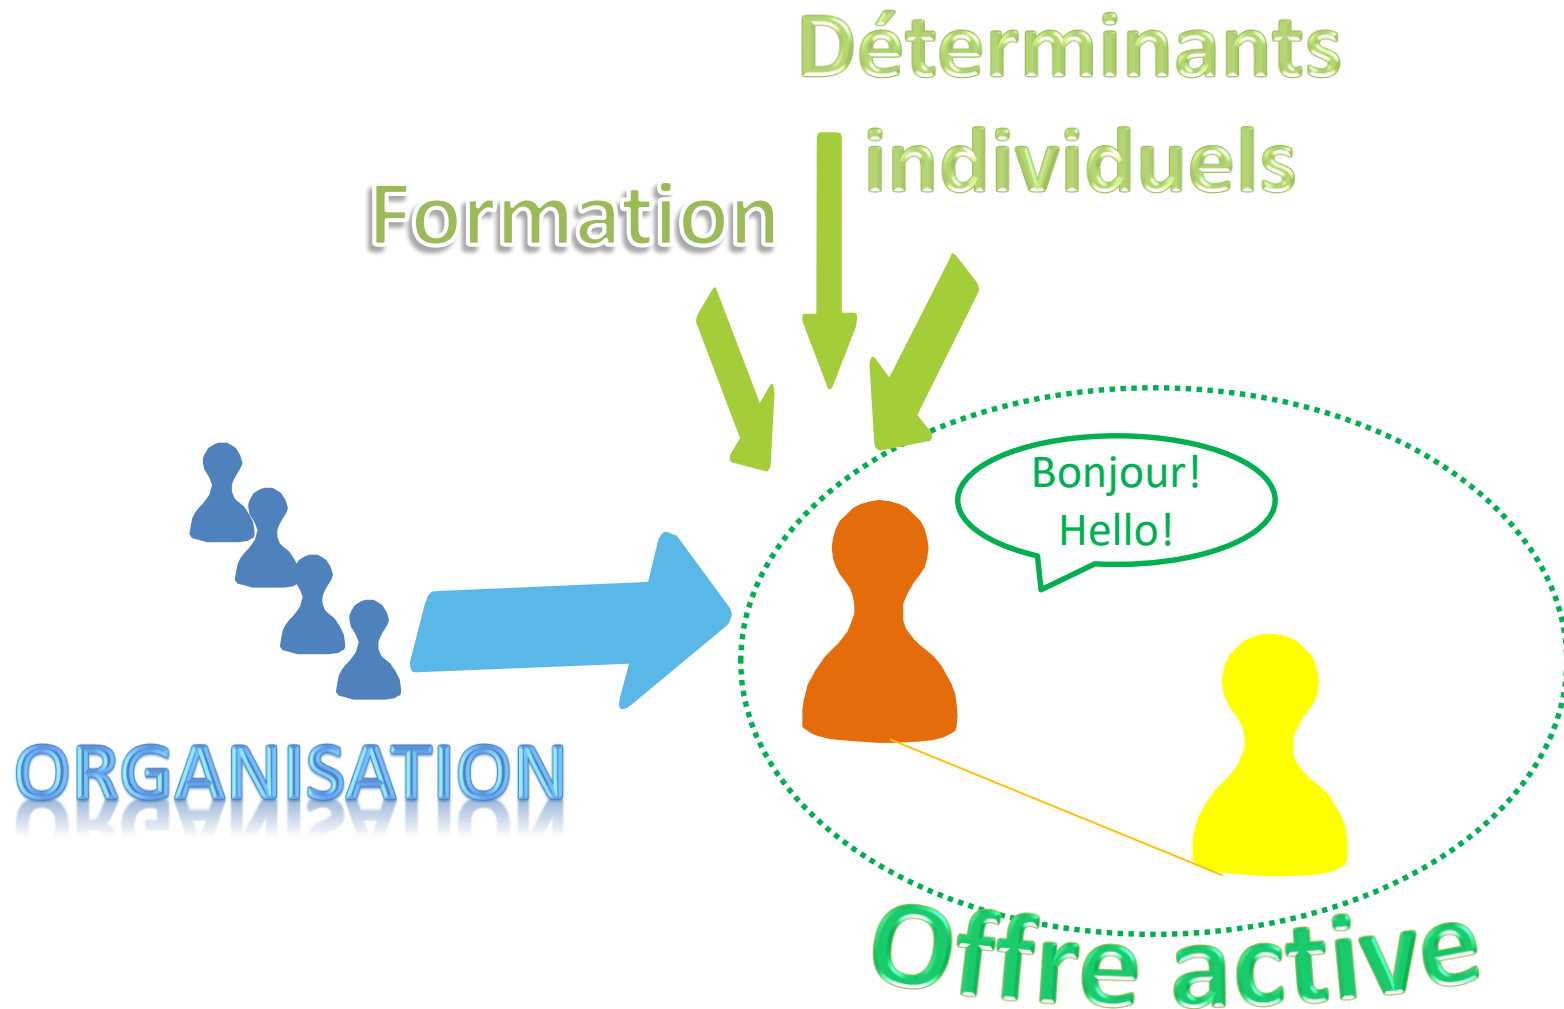 Déterminants
individuels
Formation
Bonjour!
Hello!
ORGANISATION
Offre active